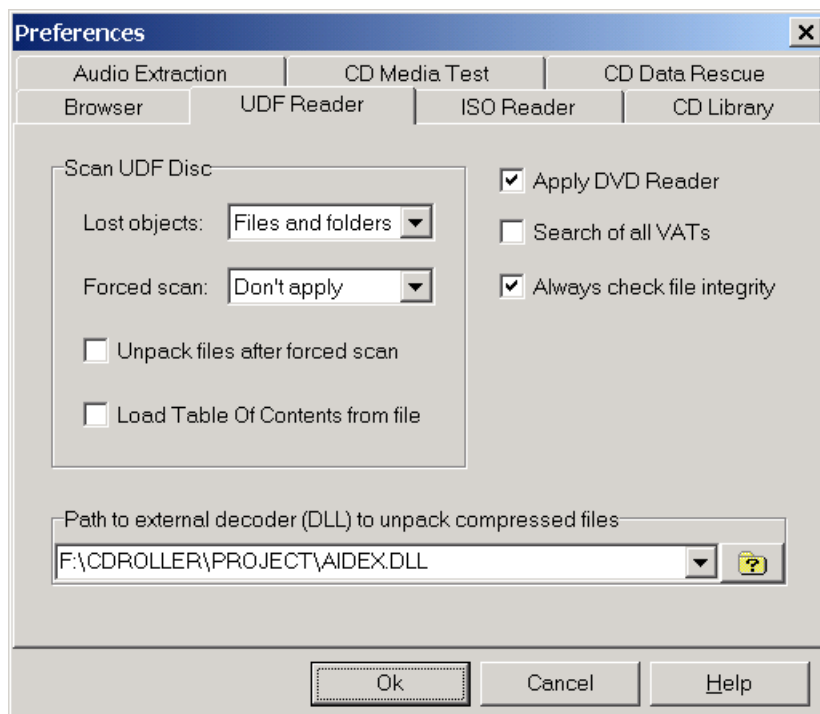 Preferences
Audio Extraction CD Media Test CD Data Rescue
Browser UDF Reader ISO Reader CD Library
Scan UDF Disc
Lost objects: Files and folders
Forced scan: Don't apply
Unpack files after forced scan
Load Table Of Contents from file
Apply DVD Reader
Search of all VATs
Always check file integrity
Path to external decoder (DLL) to unpack compressed files
F:\CDROLLER\PROJECT\AIDEX.DLL
Ok Cancel Help